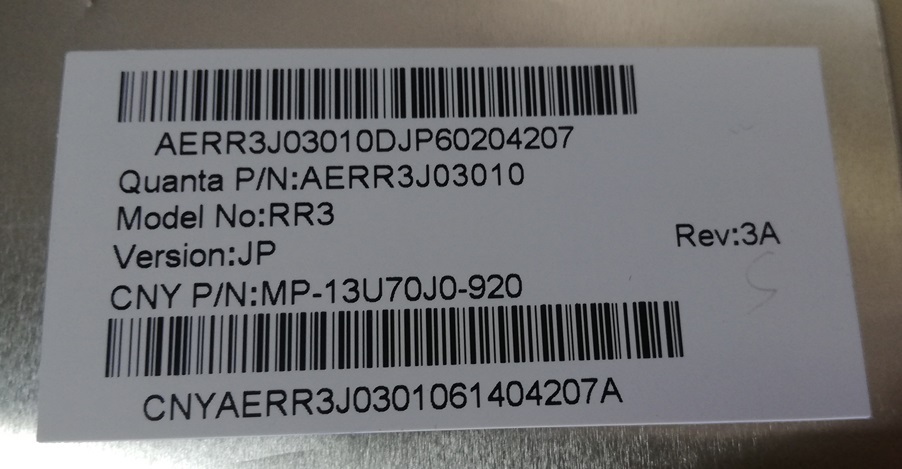 AERR3J03010DJP60204207
Quanta P/N:AERR3J03010
Model No:RR3
Version:JP
Rev:3A
CNY P/N:MP-13U70J0-920
CNYAERR3J0301061404207A